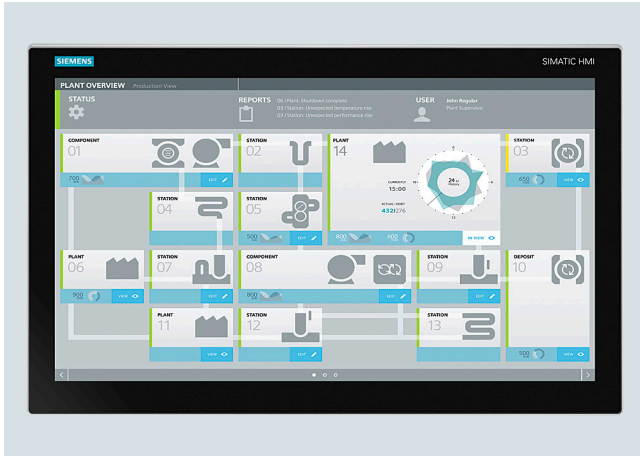 SIEMENS
SIMATIC HMI
PLANT OVERVIEW Production View
STATUS
REPORTS
06 / Plant: Shutdown complete
03 / Station: Unexpected temperature rise
03 / Station: Unexpected performance rise
USER
John Regular
Plant Supervisor
COMPONENT
01
700
EDIT
STATION
02
PLANT
14
CURRENTLY
15:00
ACTUAL / DEBIT
432/276
24 hr
History
12
800
600
IN VIEW
STATION
03
650
VIEW
STATION
04
STATION
05
500
EDIT
PLANT
06
900
VIEW
STATION
07
EDIT
COMPONENT
08
800
EDIT
STATION
09
EDIT
DEPOSIT
10
500
VIEW
PLANT
11
VIEW
STATION
12
EDIT
STATION
13